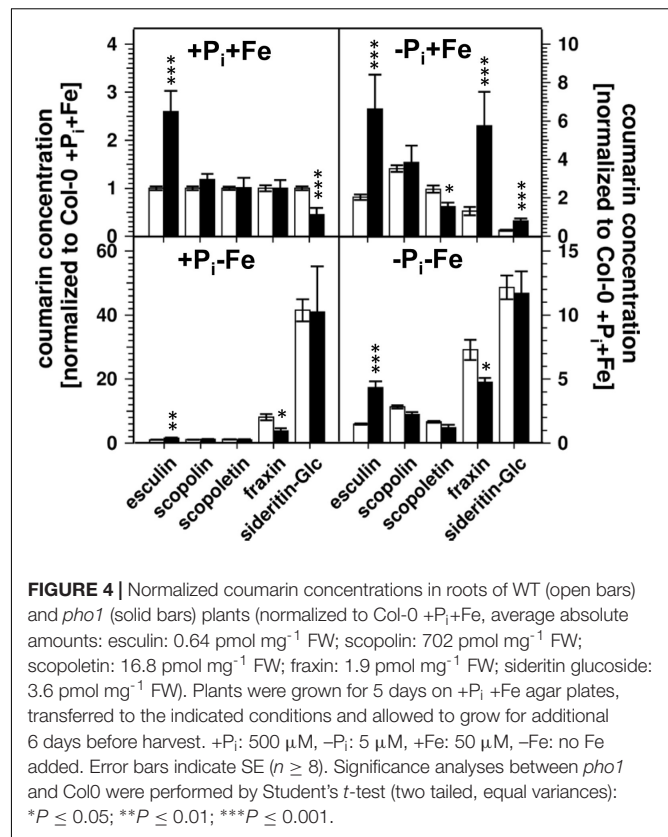 +Pi+Fe
-Pi+Fe
coumarin concentration
[normalized to Col-0 +Pi+Fe]
4
3
2
1
0
***
***
***
***
*
***
10
8
6
4
2
0
coumarin concentration
[normalized to Col-0 +Pi+Fe]
+Pi-Fe
-Pi-Fe
coumarin concentration
[normalized to Col-0 +Pi+Fe]
60
40
20
0
**
*
***
*
15
10
5
0
esculin
scopolin
scopoletin
fraxin
sideritin-Glc
esculin
scopolin
scopoletin
fraxin
sideritin-Glc
FIGURE 4 | Normalized coumarin concentrations in roots of WT (open bars)
and pho1 (solid bars) plants (normalized to Col-0 +Pi+Fe, average absolute
amounts: esculin: 0.64 pmol mg-1 FW; scopolin: 702 pmol mg-1 FW;
scopoletin: 16.8 pmol mg-1 FW; fraxin: 1.9 pmol mg-1 FW; sideritin glucoside:
3.6 pmol mg-1 FW). Plants were grown for 5 days on +Pi +Fe agar plates,
transferred to the indicated conditions and allowed to grow for additional
6 days before harvest. +Pi: 500 μM, –Pi: 5 μM, +Fe: 50 μM, –Fe: no Fe
added. Error bars indicate SE (n ≥ 8). Significance analyses between pho1
and Col0 were performed by Student's t-test (two tailed, equal variances):
*P ≤ 0.05; **P ≤ 0.01; ***P ≤ 0.001.